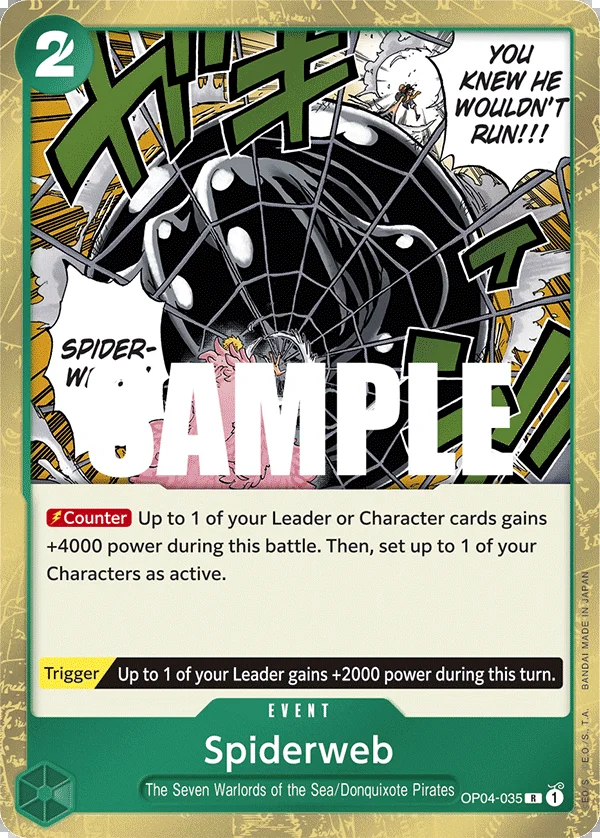 2
ガガ
YOU
KNEW HE
WOULDN'T
RUN!!!
SPIDER-
SAMPLE
⚡Counter Up to 1 of your Leader or Character cards gains
+4000 power during this battle. Then, set up to 1 of your
Characters as active.
Trigger Up to 1 of your Leader gains +2000 power during this turn.
EVENT
Spiderweb
The Seven Warlords of the Sea/Donquixote Pirates
OP04-035 R 1
©E.O./S. ©E.O./S., T.A. BANDAI MADE IN JAPAN